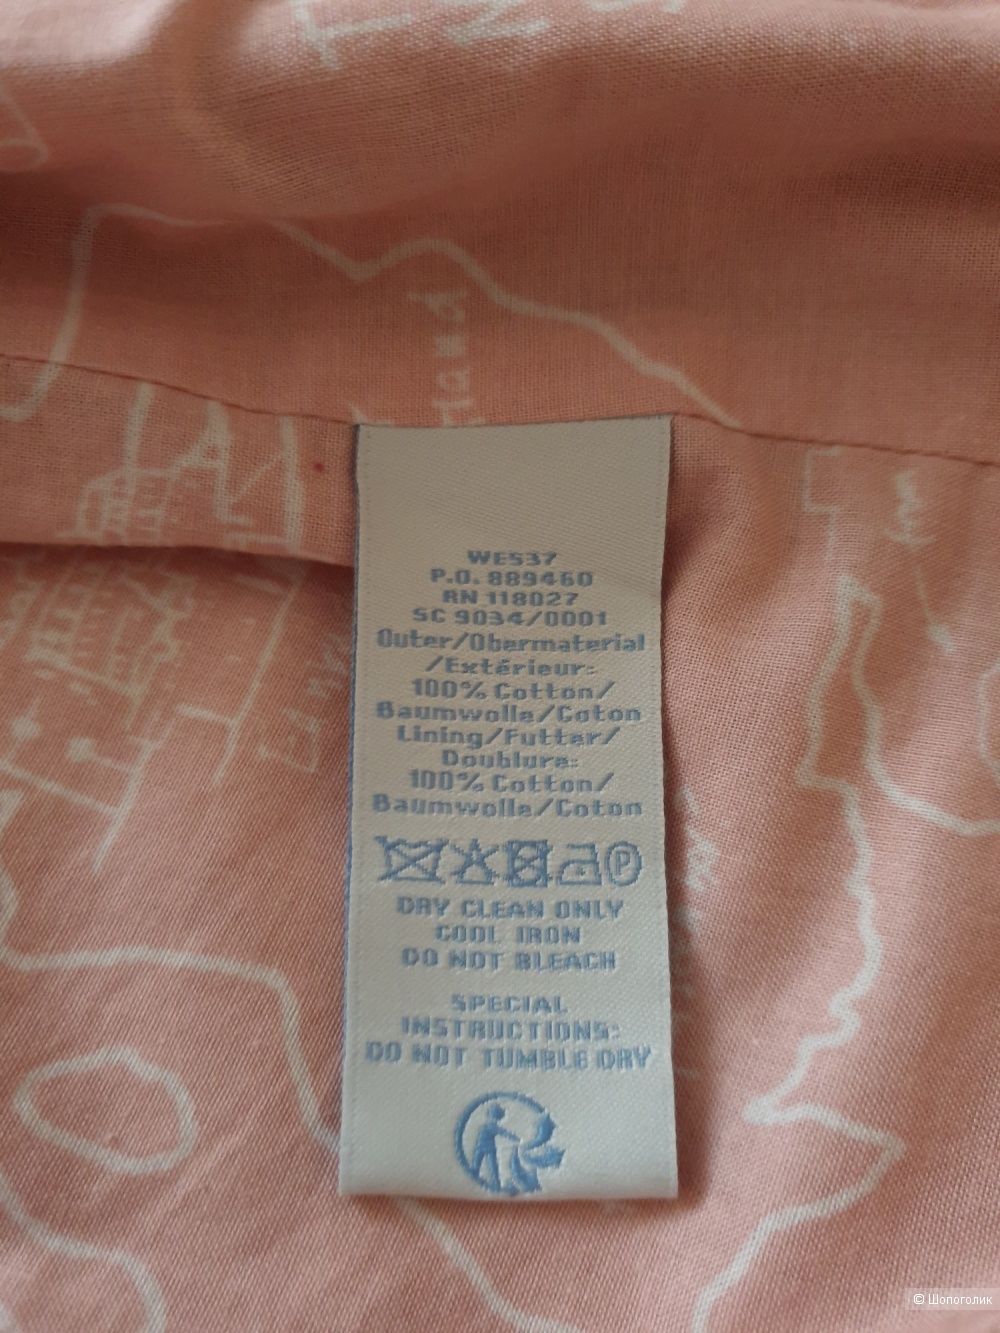 WE537
P.O. 889460
RN 118027
SC 9034/0001
Outer/Obermaterial
/Extérieur:
100% Cotton/
Baumwolle/Coton
Lining/Futter/
Doublure:
100% Cotton/
Baumwolle/Coton
P
DRY CLEAN ONLY
COOL IRON
DO NOT BLEACH
SPECIAL
INSTRUCTIONS:
DO NOT TUMBLE DRY
© Шопоголик